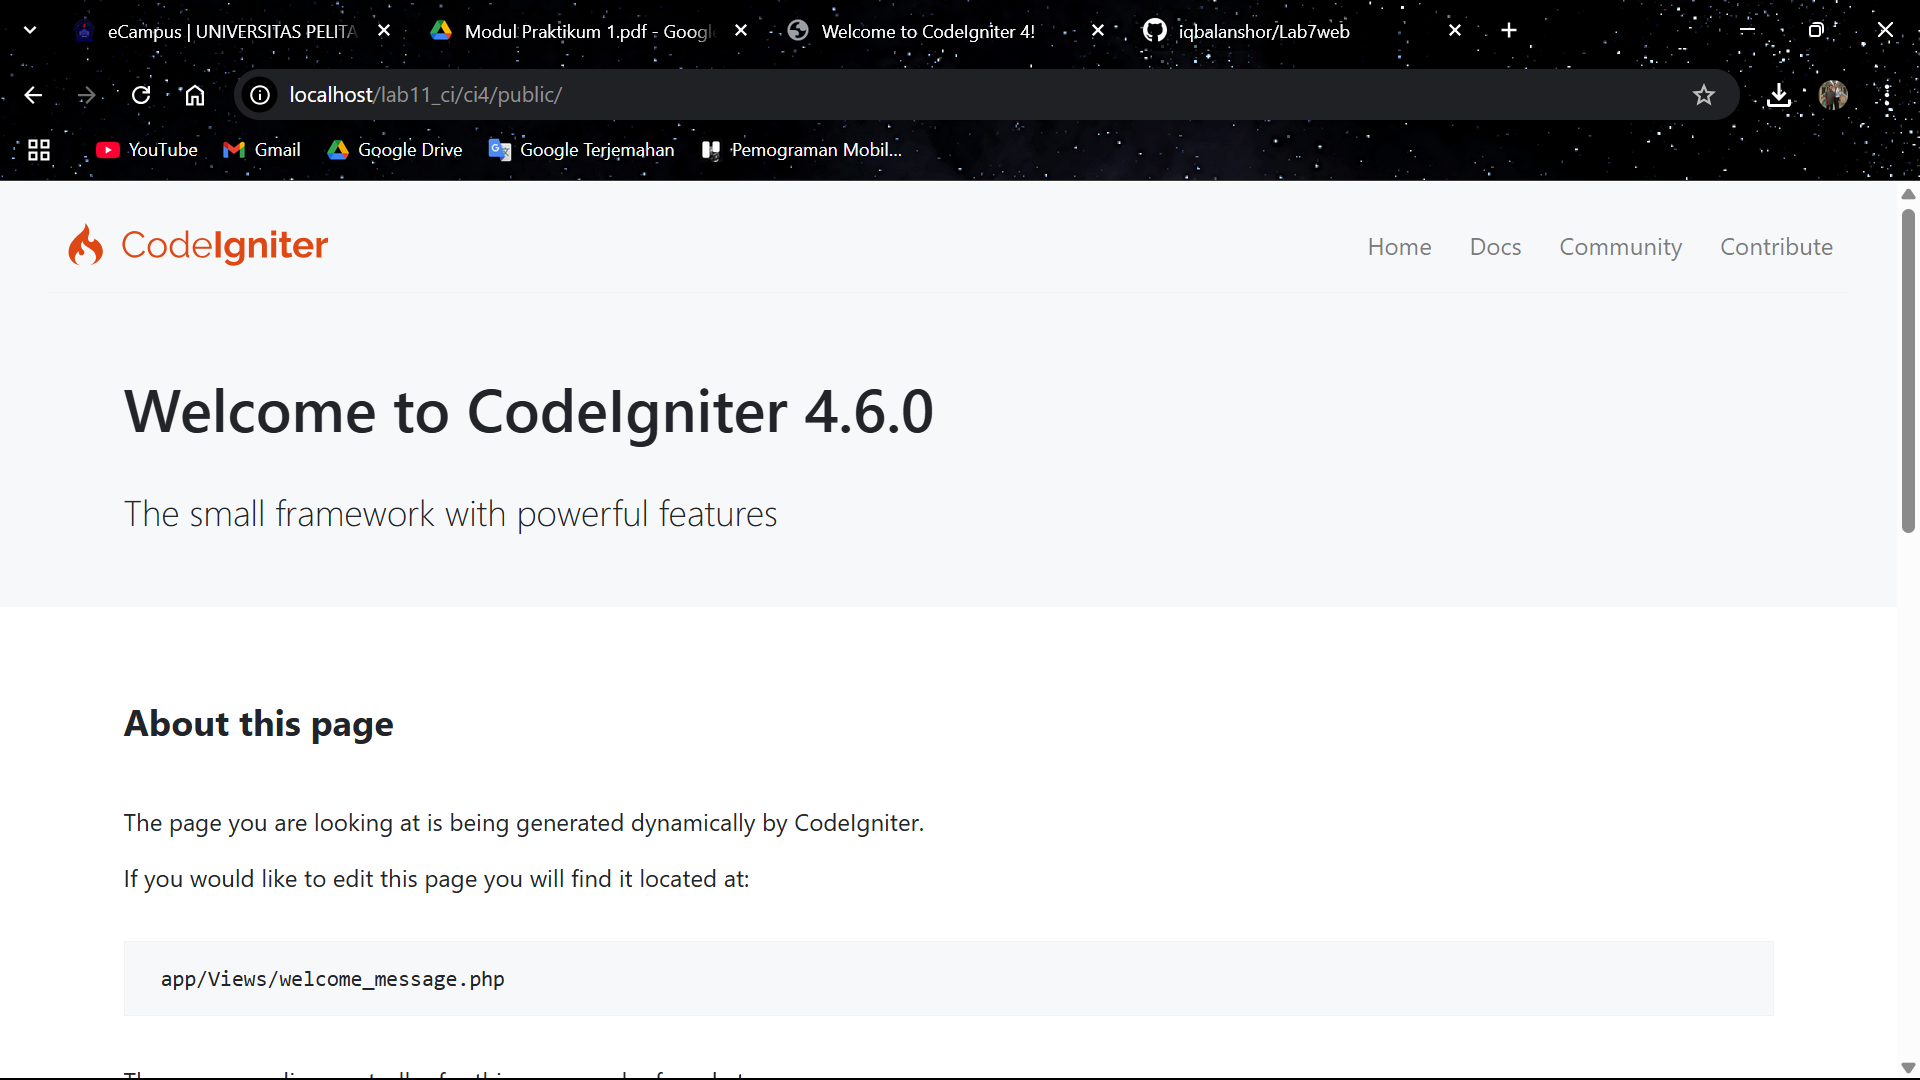 eCampus | UNIVERSITAS PELITA
Modul Praktikum 1.pdf - Googl
Welcome to CodeIgniter 4!
iqbalanshor/Lab7web
localhost/lab11_ci/ci4/public/
YouTube
Gmail
Google Drive
Google Terjemahan
Pemograman Mobil...
CodeIgniter
Home
Docs
Community
Contribute
Welcome to CodeIgniter 4.6.0
The small framework with powerful features
About this page
The page you are looking at is being generated dynamically by CodeIgniter.
If you would like to edit this page you will find it located at:
app/Views/welcome_message.php